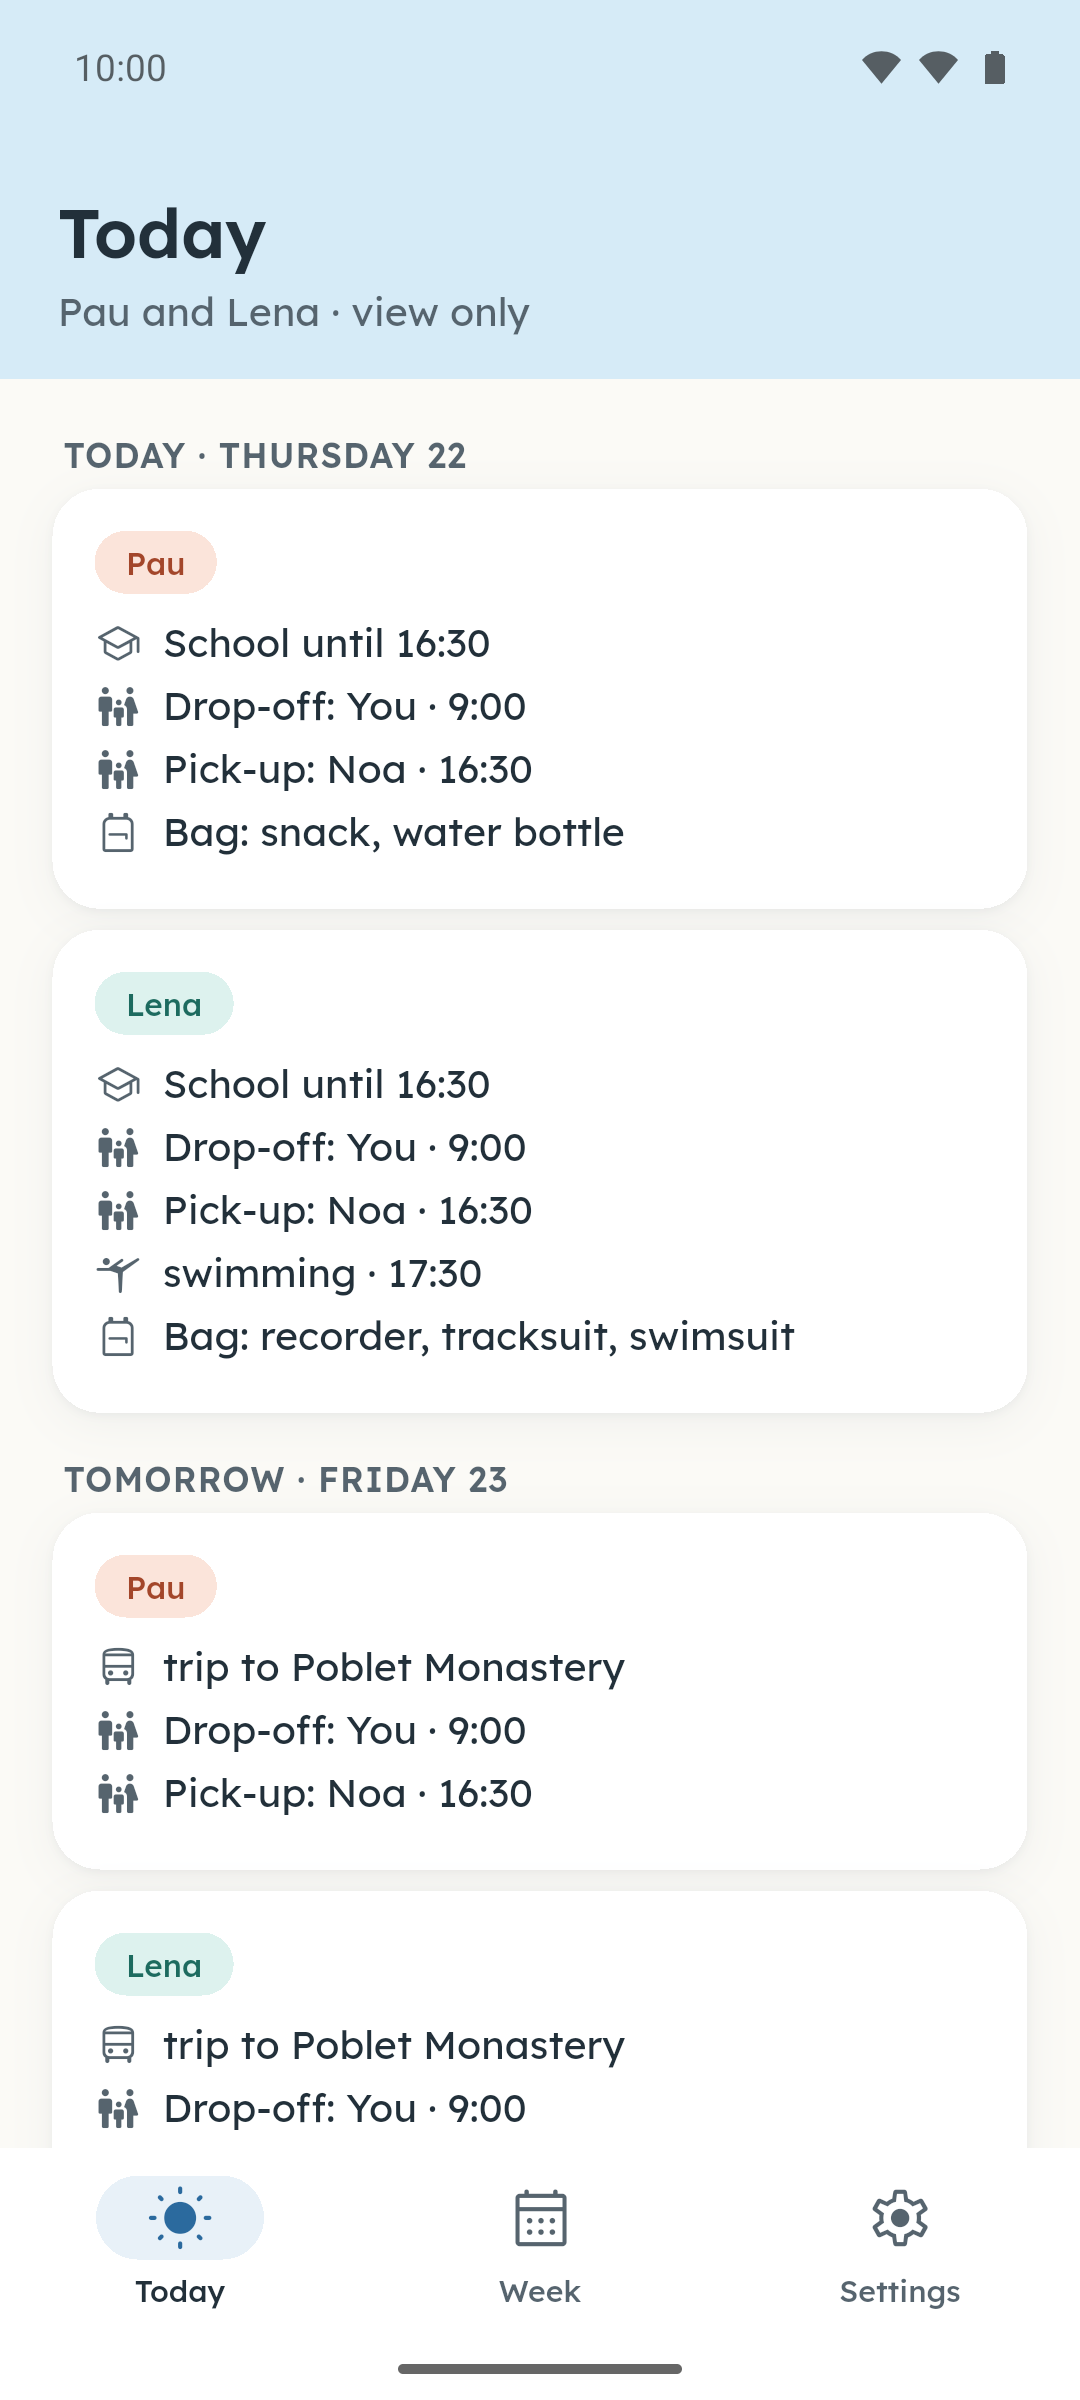 10:00
Today
Pau and Lena · view only
TODAY · THURSDAY 22
Pau
School until 16:30
Drop-off: You · 9:00
Pick-up: Noa · 16:30
Bag: snack, water bottle
Lena
School until 16:30
Drop-off: You · 9:00
Pick-up: Noa · 16:30
swimming · 17:30
Bag: recorder, tracksuit, swimsuit
TOMORROW · FRIDAY 23
Pau
trip to Poblet Monastery
Drop-off: You · 9:00
Pick-up: Noa · 16:30
Lena
trip to Poblet Monastery
Drop-off: You · 9:00
Today
Week
Settings